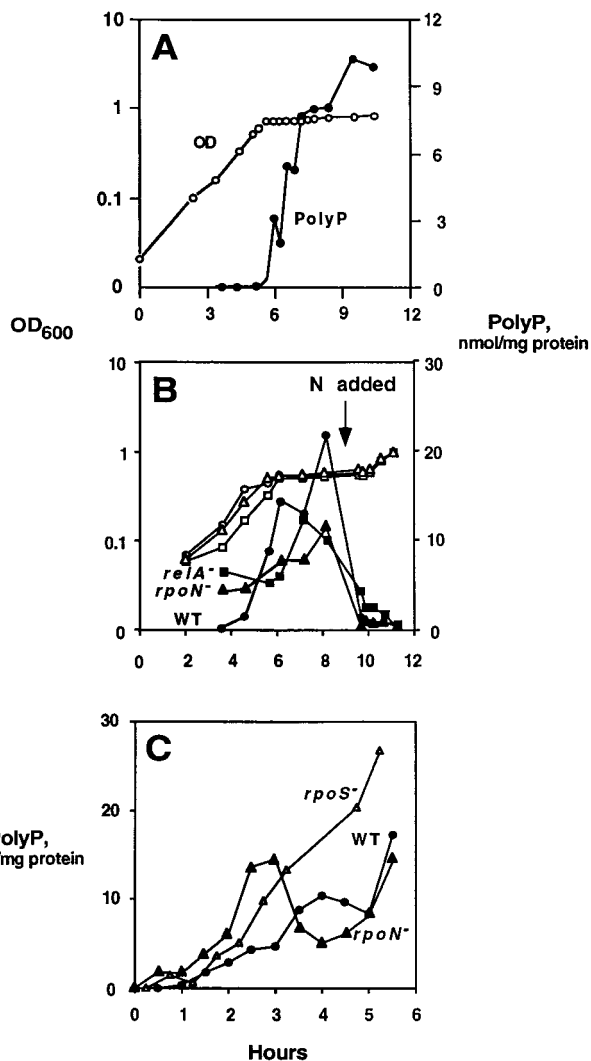 A
10
1
0.1
0
12
9
6
3
0
OD
PolyP
0 3 6 9 12
OD600
PolyP,
nmol/mg protein
B
N added
10
1
0.1
0
30
20
10
0
relA-
rpoN-
WT
0 2 4 6 8 10 12
C
30
20
10
0
rpoS-
WT
rpoN-
olyP,
/mg protein
0 1 2 3 4 5 6
Hours